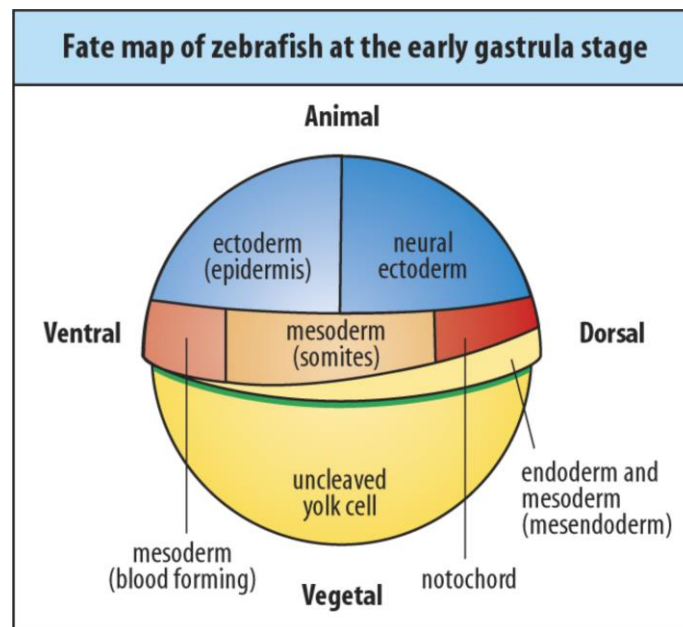 Fate map of zebrafish at the early gastrula stage
Animal
ectoderm
(epidermis)
neural
ectoderm
Ventral
mesoderm
(somites)
Dorsal
uncleaved
yolk cell
endoderm and
mesoderm
(mesendoderm)
mesoderm
(blood forming)
notochord
Vegetal